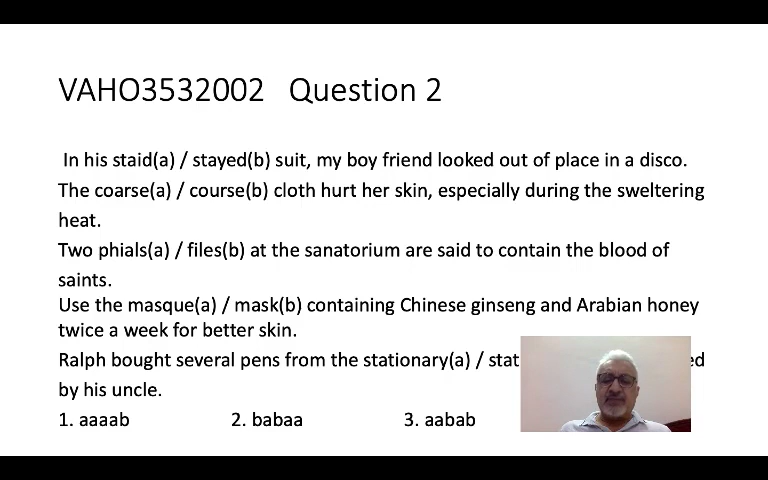 VAHO3532002 Question 2
In his staid(a) / stayed(b) suit, my boy friend looked out of place in a disco.
The coarse(a) / course(b) cloth hurt her skin, especially during the sweltering
heat.
Two phials(a) / files(b) at the sanatorium are said to contain the blood of
saints.
Use the masque(a) / mask(b) containing Chinese ginseng and Arabian honey
twice a week for better skin.
Ralph bought several pens from the stationary(a) /
by his uncle.
1. aaaab 2. babaa 3. aabab